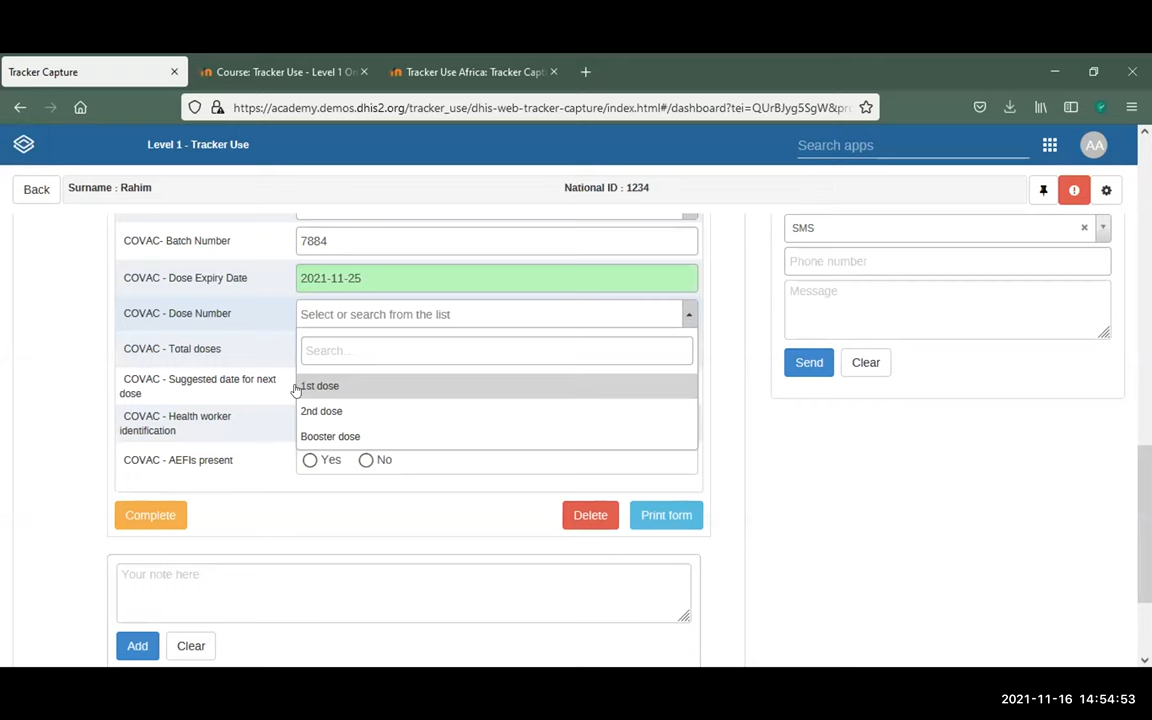 Tracker Capture
Course: Tracker Use - Level 1 On
Tracker Use Africa: Tracker Capt
https://academy.demos.dhis2.org/tracker_use/dhis-web-tracker-capture/index.html#/dashboard?tei=QUrBJyg5SgW&pr
Level 1 - Tracker Use
Search apps
AA
Back
Surname : Rahim
National ID : 1234
COVAC- Batch Number
7884
COVAC - Dose Expiry Date
2021-11-25
COVAC - Dose Number
Select or search from the list
Search...
COVAC - Total doses
1st dose
2nd dose
Booster dose
COVAC - Suggested date for next
dose
COVAC - Health worker
identification
COVAC - AEFIs present
Yes
No
Complete
Delete
Print form
Your note here
Add
Clear
SMS
Phone number
Message
Send
Clear
2021-11-16 14:54:53